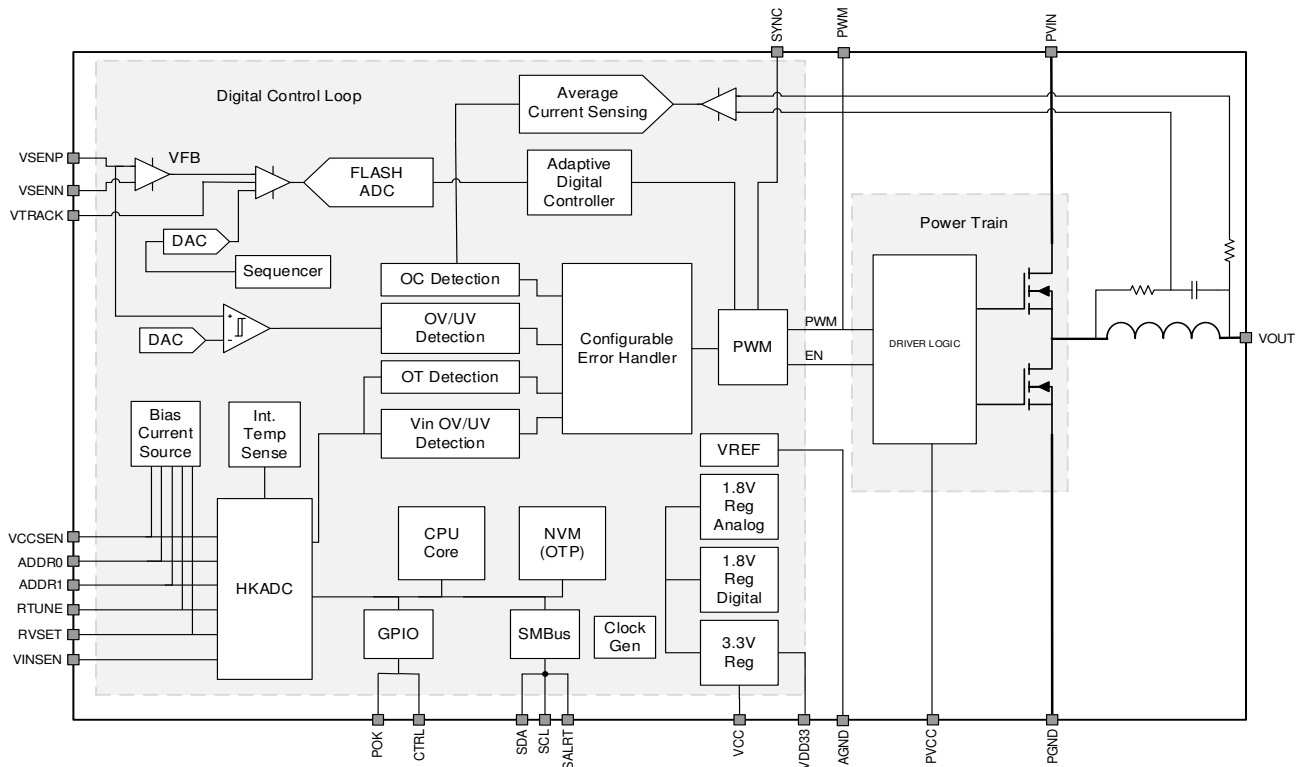 SYNC
PWM
PVIN
Digital Control Loop
Average
Current Sensing
VSENP
VSENN
VTRACK
VFB
FLASH
ADC
Adaptive
Digital
Controller
DAC
Sequencer
Power Train
OC Detection
OV/UV
Detection
OT Detection
Vin OV/UV
Detection
Configurable
Error Handler
DAC
+
-
PWM
PWM
EN
DRIVER LOGIC
VOUT
Bias
Current
Source
Int.
Temp
Sense
VREF
1.8V
Reg
Analog
1.8V
Reg
Digital
3.3V
Reg
VCCSEN
ADDR0
ADDR1
RTUNE
RVSET
VINSEN
HKADC
CPU
Core
NVM
(OTP)
GPIO
SMBus
Clock
Gen
POK
CTRL
SDA
SCL
SALRT
VCC
VDD33
AGND
PVCC
PGND